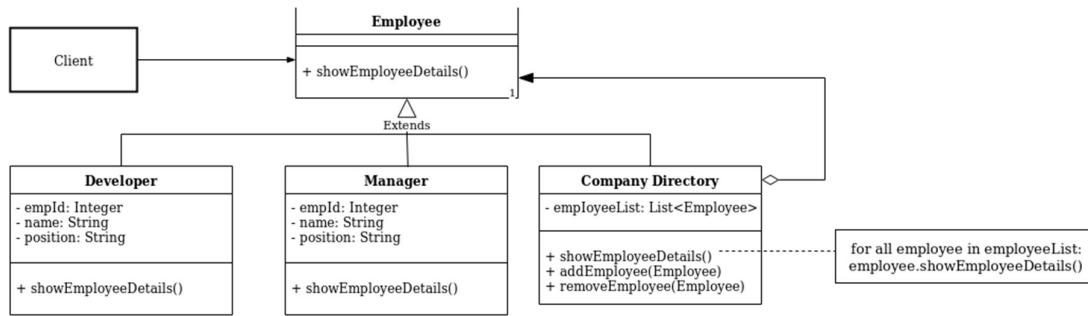 Employee
Client
+ showEmployeeDetails()
1
Extends
Developer
- empId: Integer
- name: String
- position: String
+ showEmployeeDetails()
Manager
- empId: Integer
- name: String
- position: String
+ showEmployeeDetails()
Company Directory
- empIoyeeList: List<Employee>
+ showEmployeeDetails()
+ addEmployee(Employee)
+ removeEmployee(Employee)
for all employee in employeeList:
employee.showEmployeeDetails()